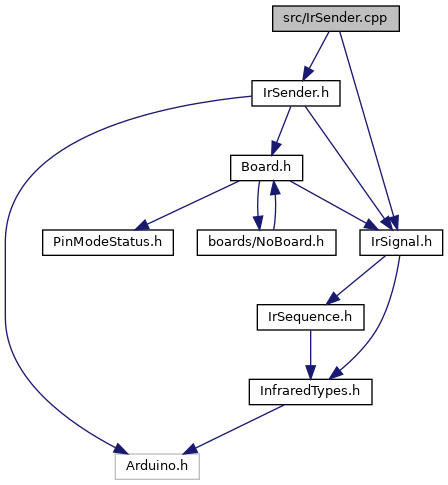 src/IrSender.cpp
IrSender.h
Board.h
PinModeStatus.h
boards/NoBoard.h
IrSignal.h
IrSequence.h
InfraredTypes.h
Arduino.h